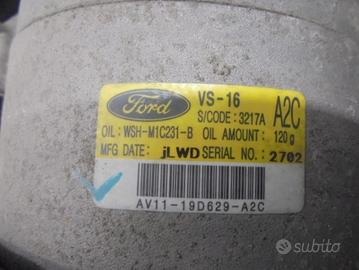 Ford
VS-16
A2C
S/CODE: 3217A
OIL: WSH-M1C231-B OIL AMOUNT: 120g
MFG DATE: jLWD SERIAL NO.: 2702
AV11-19D629-A2C
subito